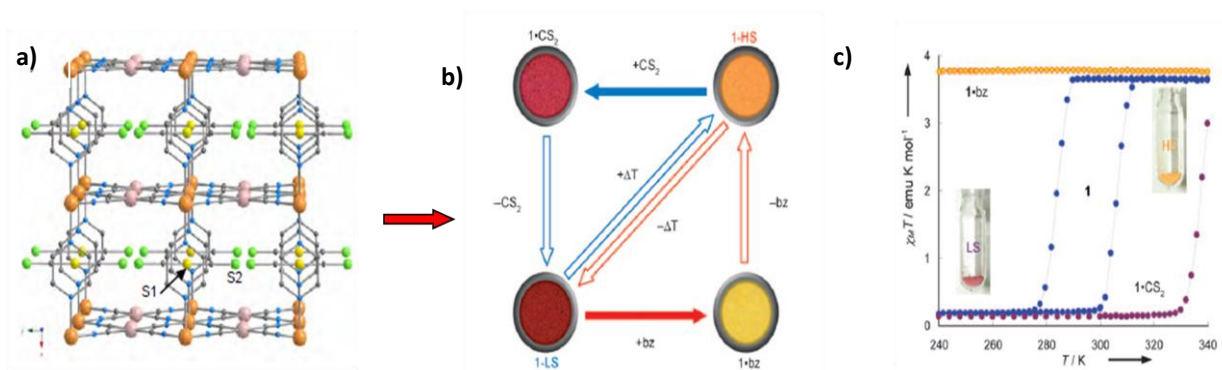 a)
S1
S2
b)
1•CS2
1-HS
+CS2
+ΔT
–CS2
–ΔT
–bz
1-LS
+bz
1•bz
c)
χMT / emu K mol⁻¹
4
3
2
1
0
1•bz
1
HS
LS
1•CS2
240
260
280
300
320
340
T / K